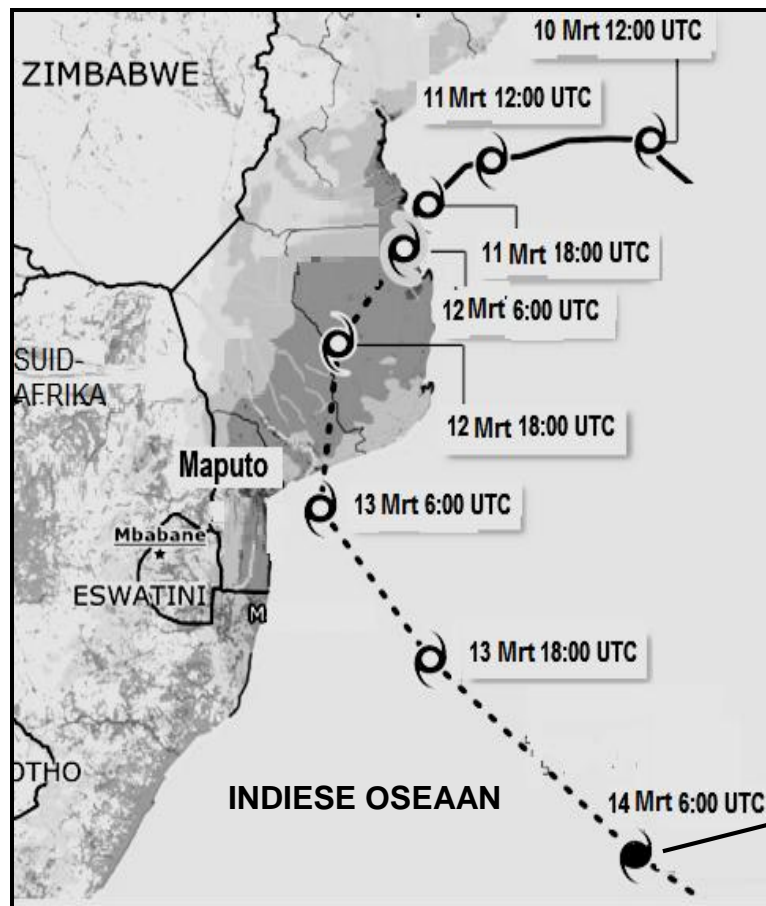 10 Mrt 12:00 UTC
ZIMBABWE
11 Mrt 12:00 UTC
11 Mrt 18:00 UTC
12 Mrt 6:00 UTC
SUID-
AFRIKA
12 Mrt 18:00 UTC
Maputo
13 Mrt 6:00 UTC
Mbabane
ESWATINI
M
13 Mrt 18:00 UTC
OTHO
INDIESE OSEAAN
14 Mrt 6:00 UTC